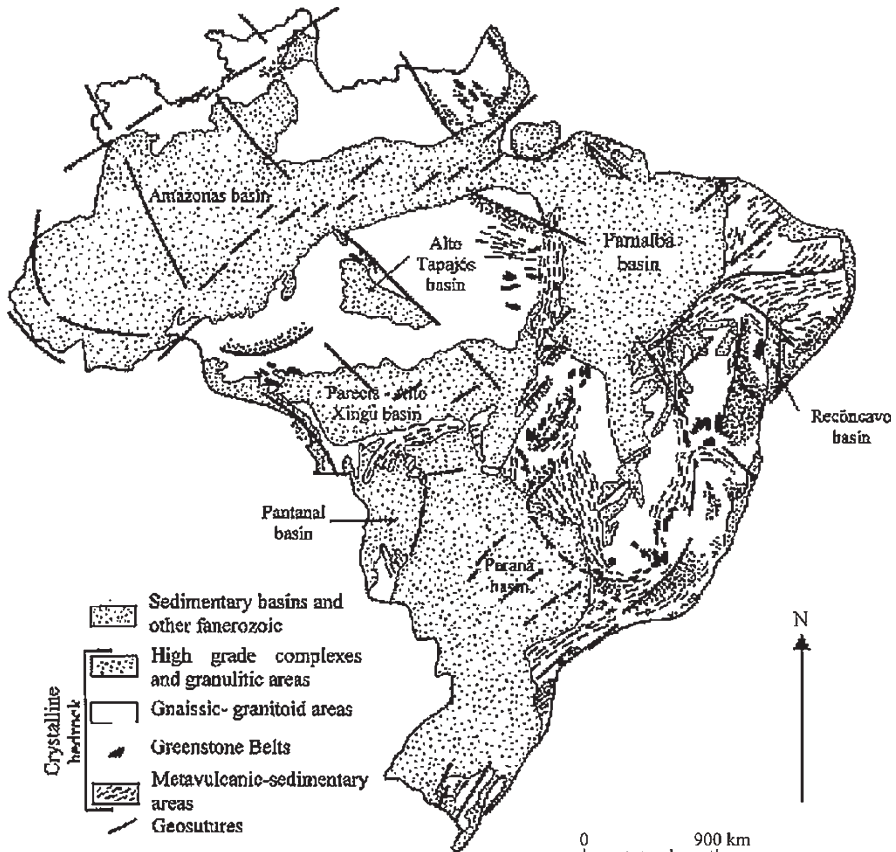 Amazonas basin
Alto
Tapajós
basin
Parnaíba
basin
Parecis - Alto
Xingu basin
Recôncavo
basin
Pantanal
basin
Paraná
basin
Sedimentary basins and
other fanerozoic
High grade complexes
and granulitic areas
Gnaissic- granitoid areas
Greenstone Belts
Metavulcanic-sedimentary
areas
Geosutures
Crystalline
bedrock
N
0 900 km